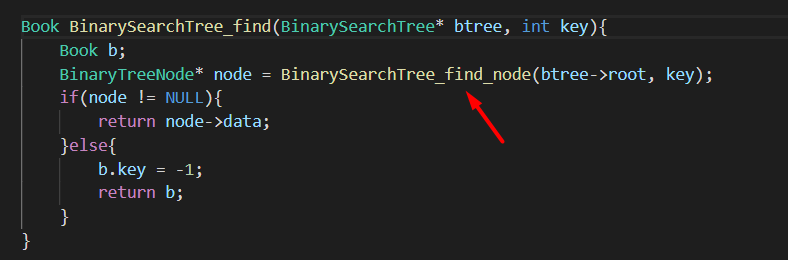 Book BinarySearchTree_find(BinarySearchTree* btree, int key){
    Book b;
    BinaryTreeNode* node = BinarySearchTree_find_node(btree->root, key);
    if(node != NULL){
        return node->data;
    }else{
        b.key = -1;
        return b;
    }
}